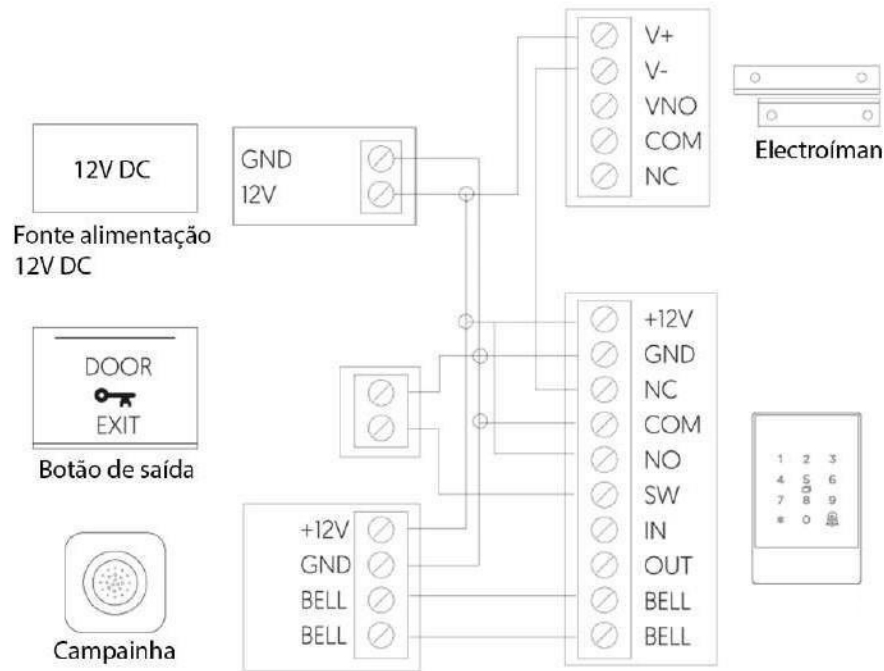 12V DC
Fonte alimentação
12V DC
GND
12V
V+
V-
VNO
COM
NC
Electroíman
DOOR
EXIT
Botão de saída
+12V
GND
NC
COM
NO
SW
IN
OUT
BELL
BELL
1 2 3
4 5 6
7 8 9
* 0
Campainha
+12V
GND
BELL
BELL